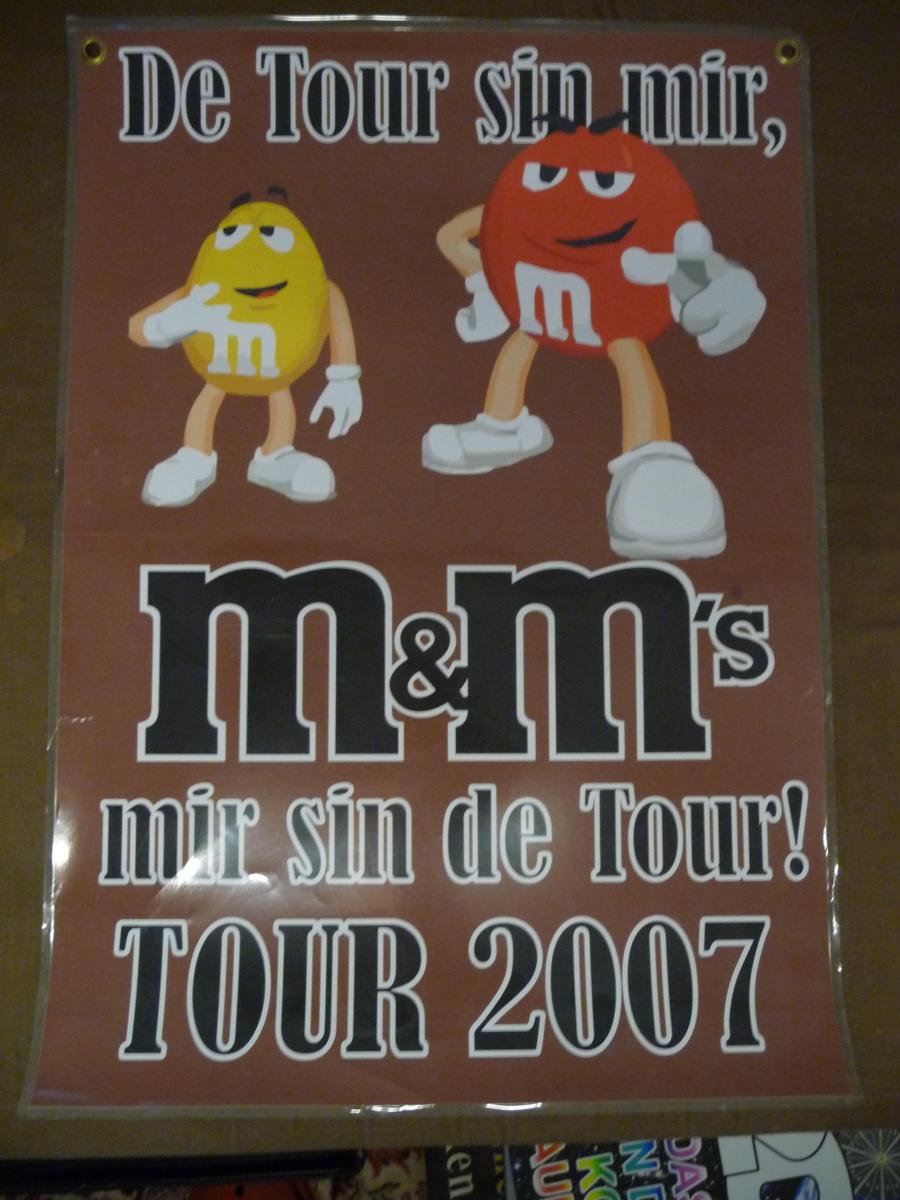 De Tour sin mir,
m
m
m&m's
®
mir sin de Tour!
TOUR 2007